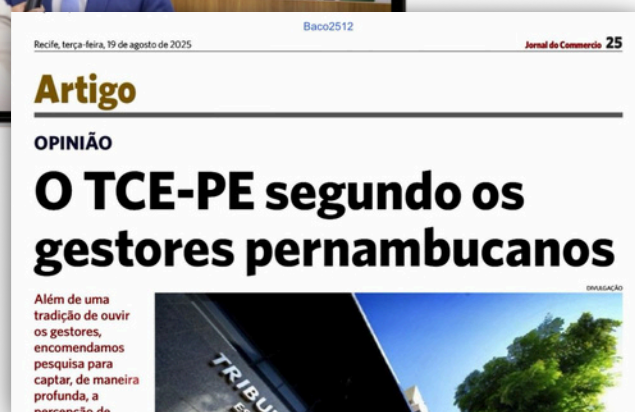 Baco2512
Recife, terça-feira, 19 de agosto de 2025
Jornal do Commercio 25
Artigo
OPINIÃO
O TCE-PE segundo os
gestores pernambucanos
DIVULGAÇÃO
Além de uma
tradição de ouvir
os gestores,
encomendamos
pesquisa para
captar, de maneira
profunda, a
percepção de
TRIBU